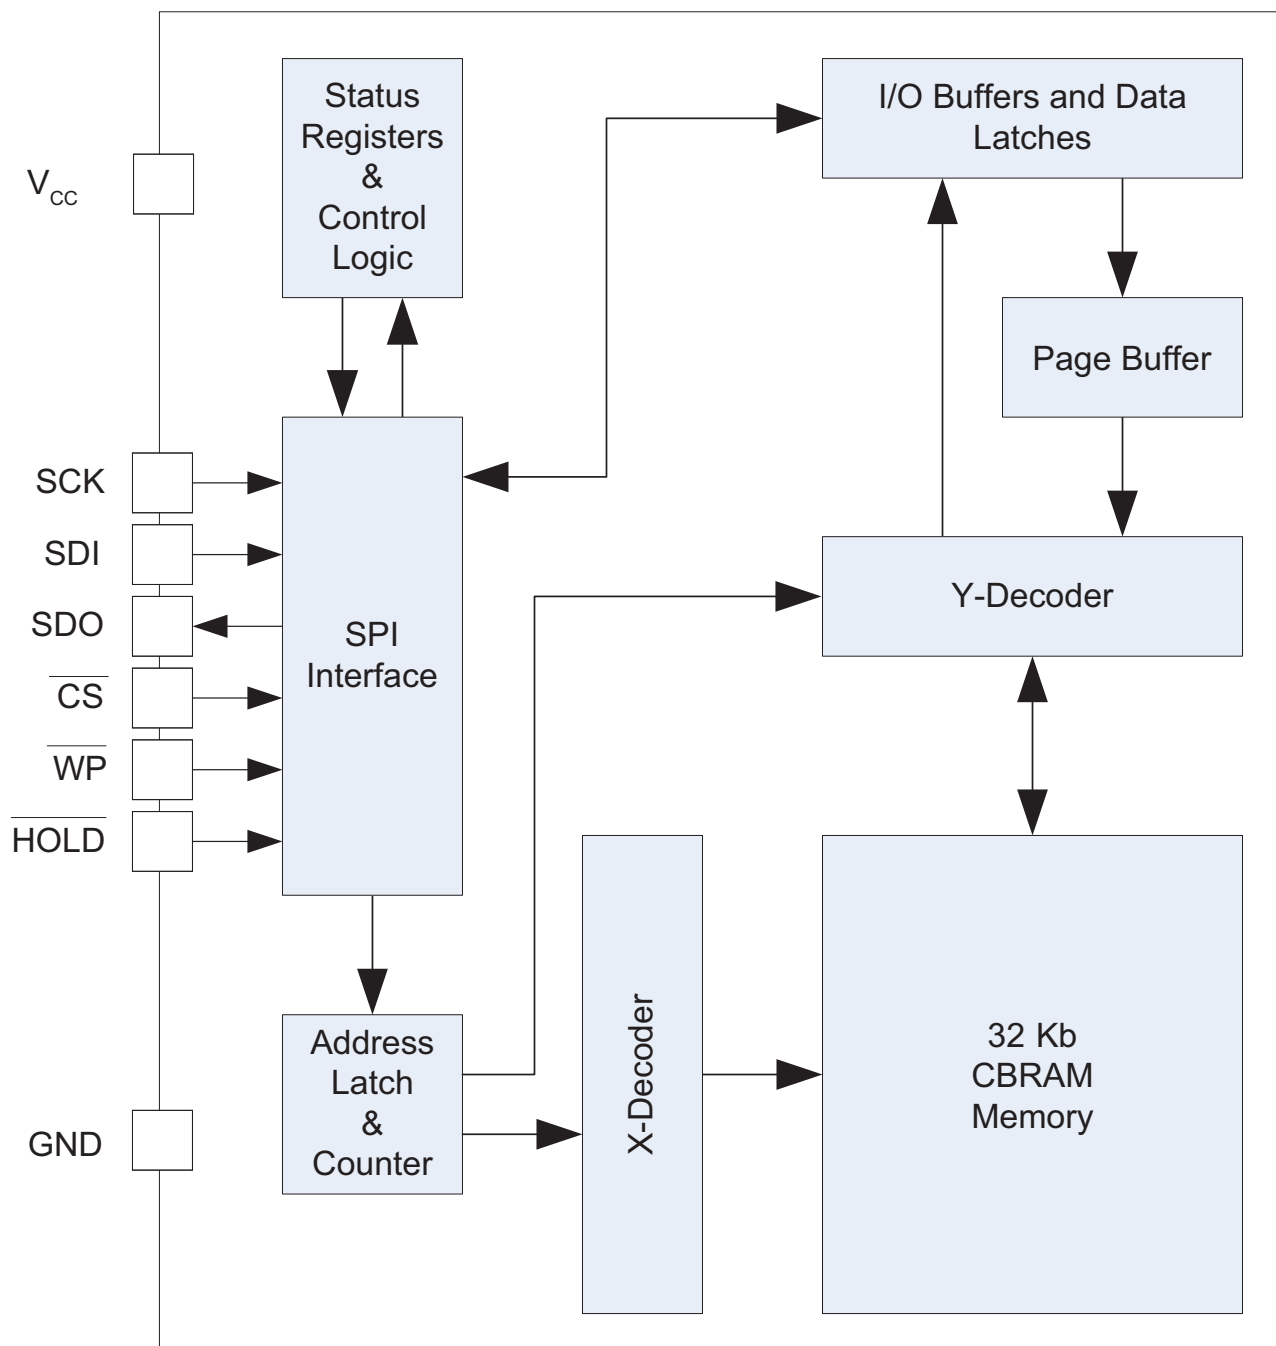 Status
Registers
&
Control
Logic
I/O Buffers and Data
Latches
VCC
Page Buffer
SCK
SDI
SDO
CS
WP
HOLD
SPI
Interface
Y-Decoder
Address
Latch
&
Counter
X-Decoder
32 Kb
CBRAM
Memory
GND